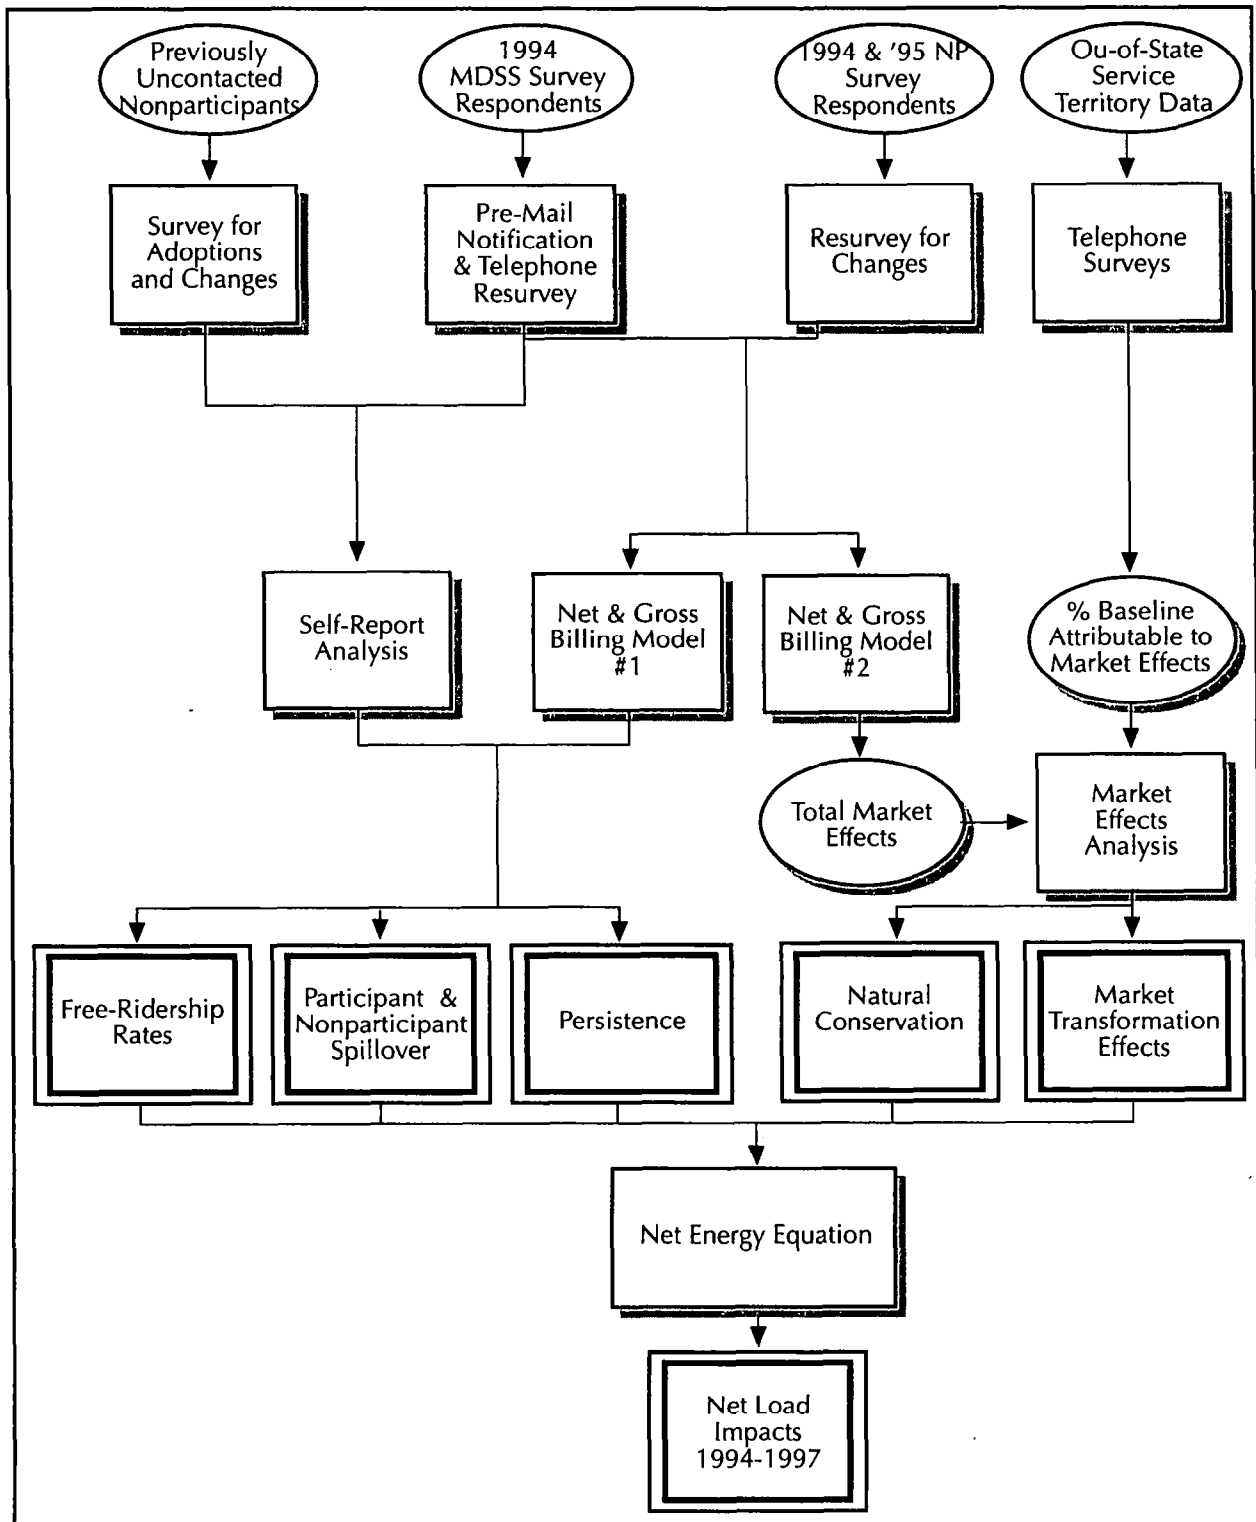 Previously
Uncontacted
Nonparticipants
1994
MDSS Survey
Respondents
1994 & '95 NP
Survey
Respondents
Ou-of-State
Service
Territory Data
Survey for
Adoptions
and Changes
Pre-Mail
Notification
& Telephone
Resurvey
Resurvey for
Changes
Telephone
Surveys
Self-Report
Analysis
Net & Gross
Billing Model
#1
Net & Gross
Billing Model
#2
% Baseline
Attributable to
Market Effects
Total Market
Effects
Market
Effects
Analysis
Free-Ridership
Rates
Participant &
Nonparticipant
Spillover
Persistence
Natural
Conservation
Market
Transformation
Effects
Net Energy Equation
Net Load
Impacts
1994-1997